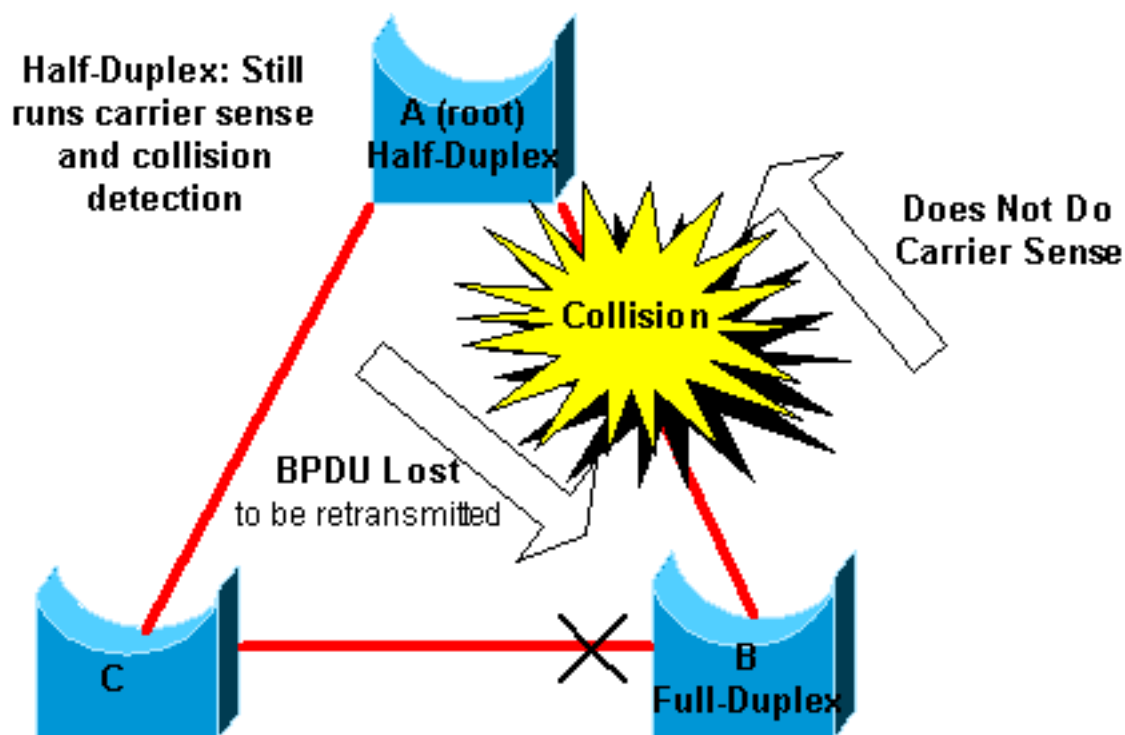 Half-Duplex: Still
runs carrier sense
and collision
detection
A (root)
Half-Duplex
Does Not Do
Carrier Sense
Collision
BPDU Lost
to be retransmitted
C
B
Full-Duplex